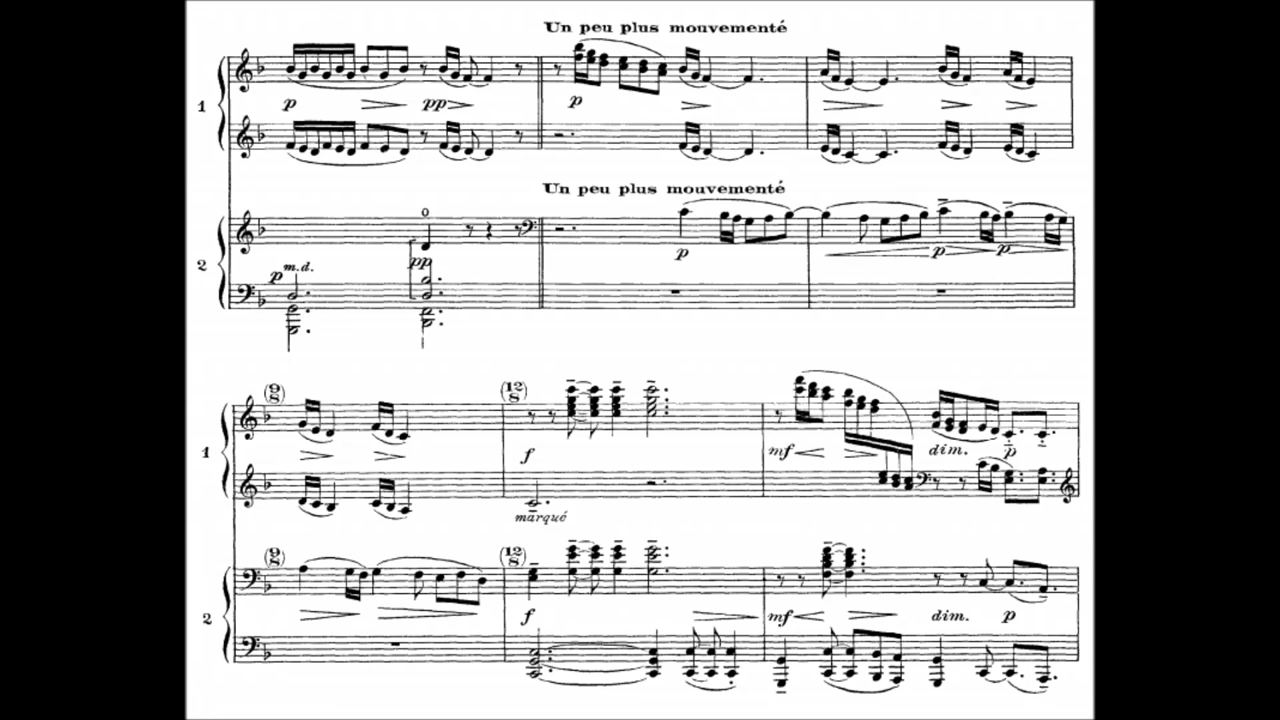 Un peu plus mouvementé
1
p
pp
p
Un peu plus mouvementé
2
p m.d.
pp
p
p
p
(9/8)
(12/8)
1
f
mf
dim.
p
marqué
(9/8)
(12/8)
2
f
mf
dim.
p